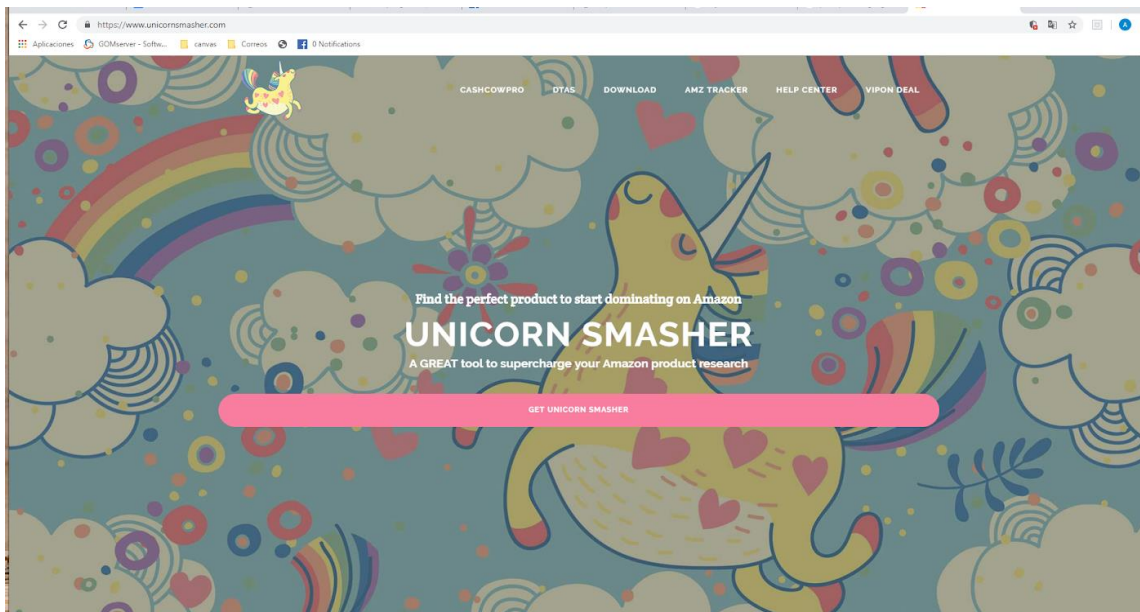 https://www.unicornsmasher.com
Aplicaciones GOMserver - Softw... canvas Correos 0 Notifications
CASHCOWPRO DTAS DOWNLOAD AMZ TRACKER HELP CENTER VIPON DEAL
Find the perfect product to start dominating on Amazon
UNICORN SMASHER
A GREAT tool to supercharge your Amazon product research
GET UNICORN SMASHER